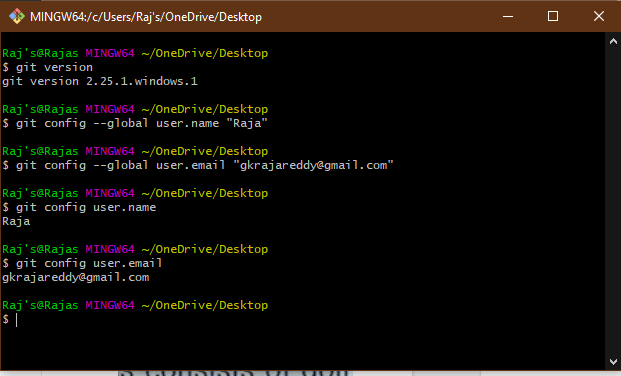 MINGW64:/c/Users/Raj's/OneDrive/Desktop
Raj's@Rajas MINGW64 ~/OneDrive/Desktop
$ git version
git version 2.25.1.windows.1
Raj's@Rajas MINGW64 ~/OneDrive/Desktop
$ git config --global user.name "Raja"
Raj's@Rajas MINGW64 ~/OneDrive/Desktop
$ git config --global user.email "gkrajareddy@gmail.com"
Raj's@Rajas MINGW64 ~/OneDrive/Desktop
$ git config user.name
Raja
Raj's@Rajas MINGW64 ~/OneDrive/Desktop
$ git config user.email
gkrajareddy@gmail.com
Raj's@Rajas MINGW64 ~/OneDrive/Desktop
$